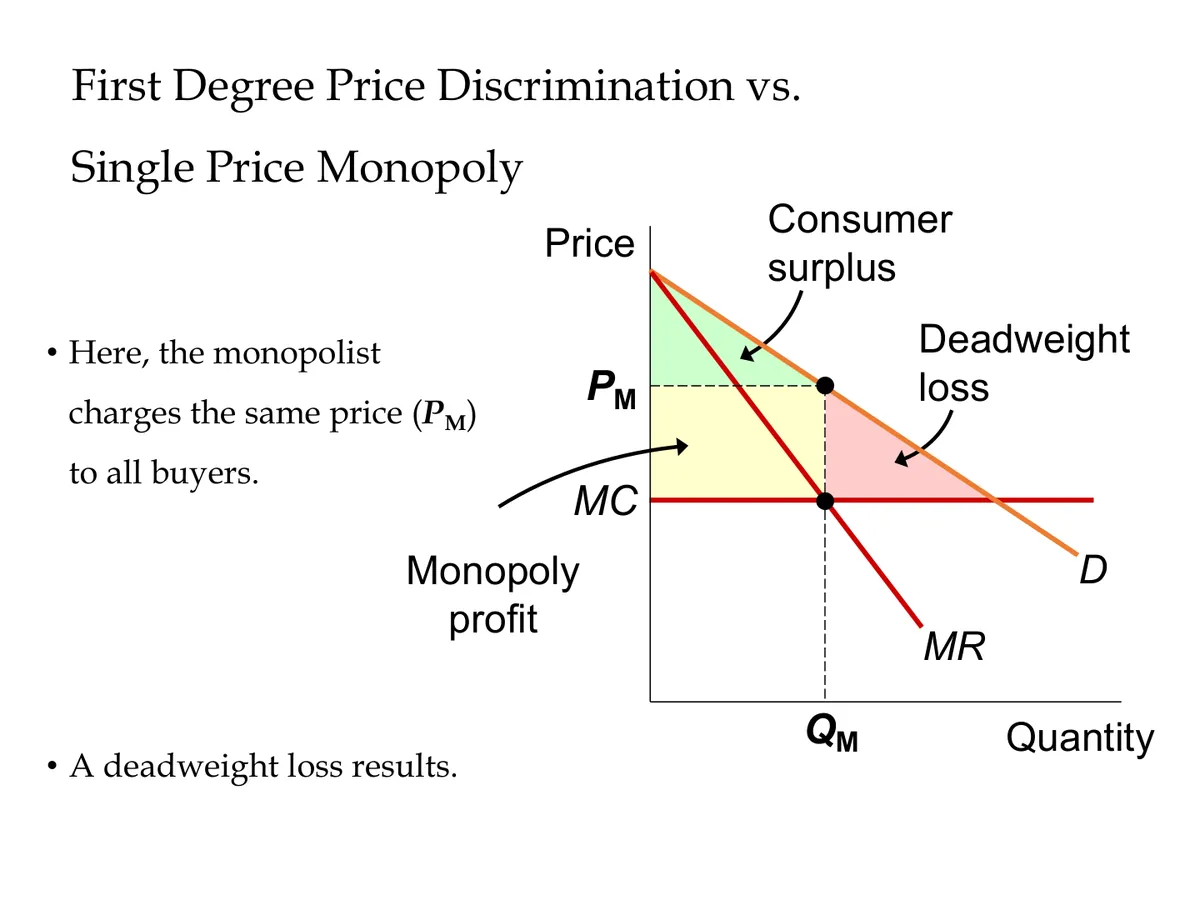 First Degree Price Discrimination vs.
Single Price Monopoly
• Here, the monopolist
charges the same price (PM)
to all buyers.
• A deadweight loss results.
Price
Consumer
surplus
Deadweight
loss
PM
MC
Monopoly
profit
D
MR
QM
Quantity